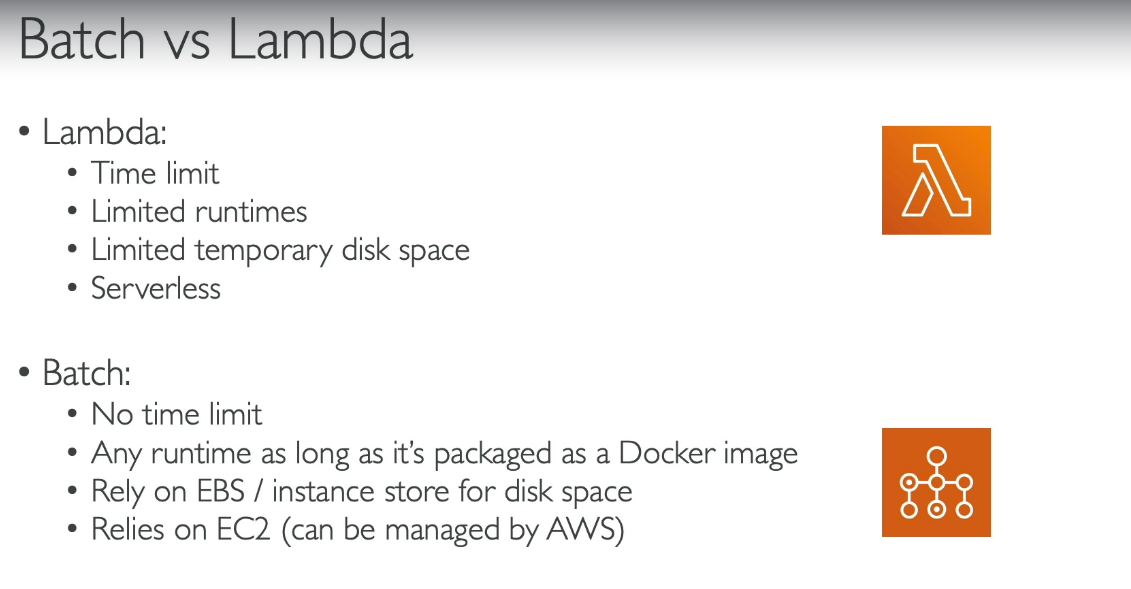 Batch vs Lambda
• Lambda:
• Time limit
• Limited runtimes
• Limited temporary disk space
• Serverless
• Batch:
• No time limit
• Any runtime as long as it’s packaged as a Docker image
• Rely on EBS / instance store for disk space
• Relies on EC2 (can be managed by AWS)